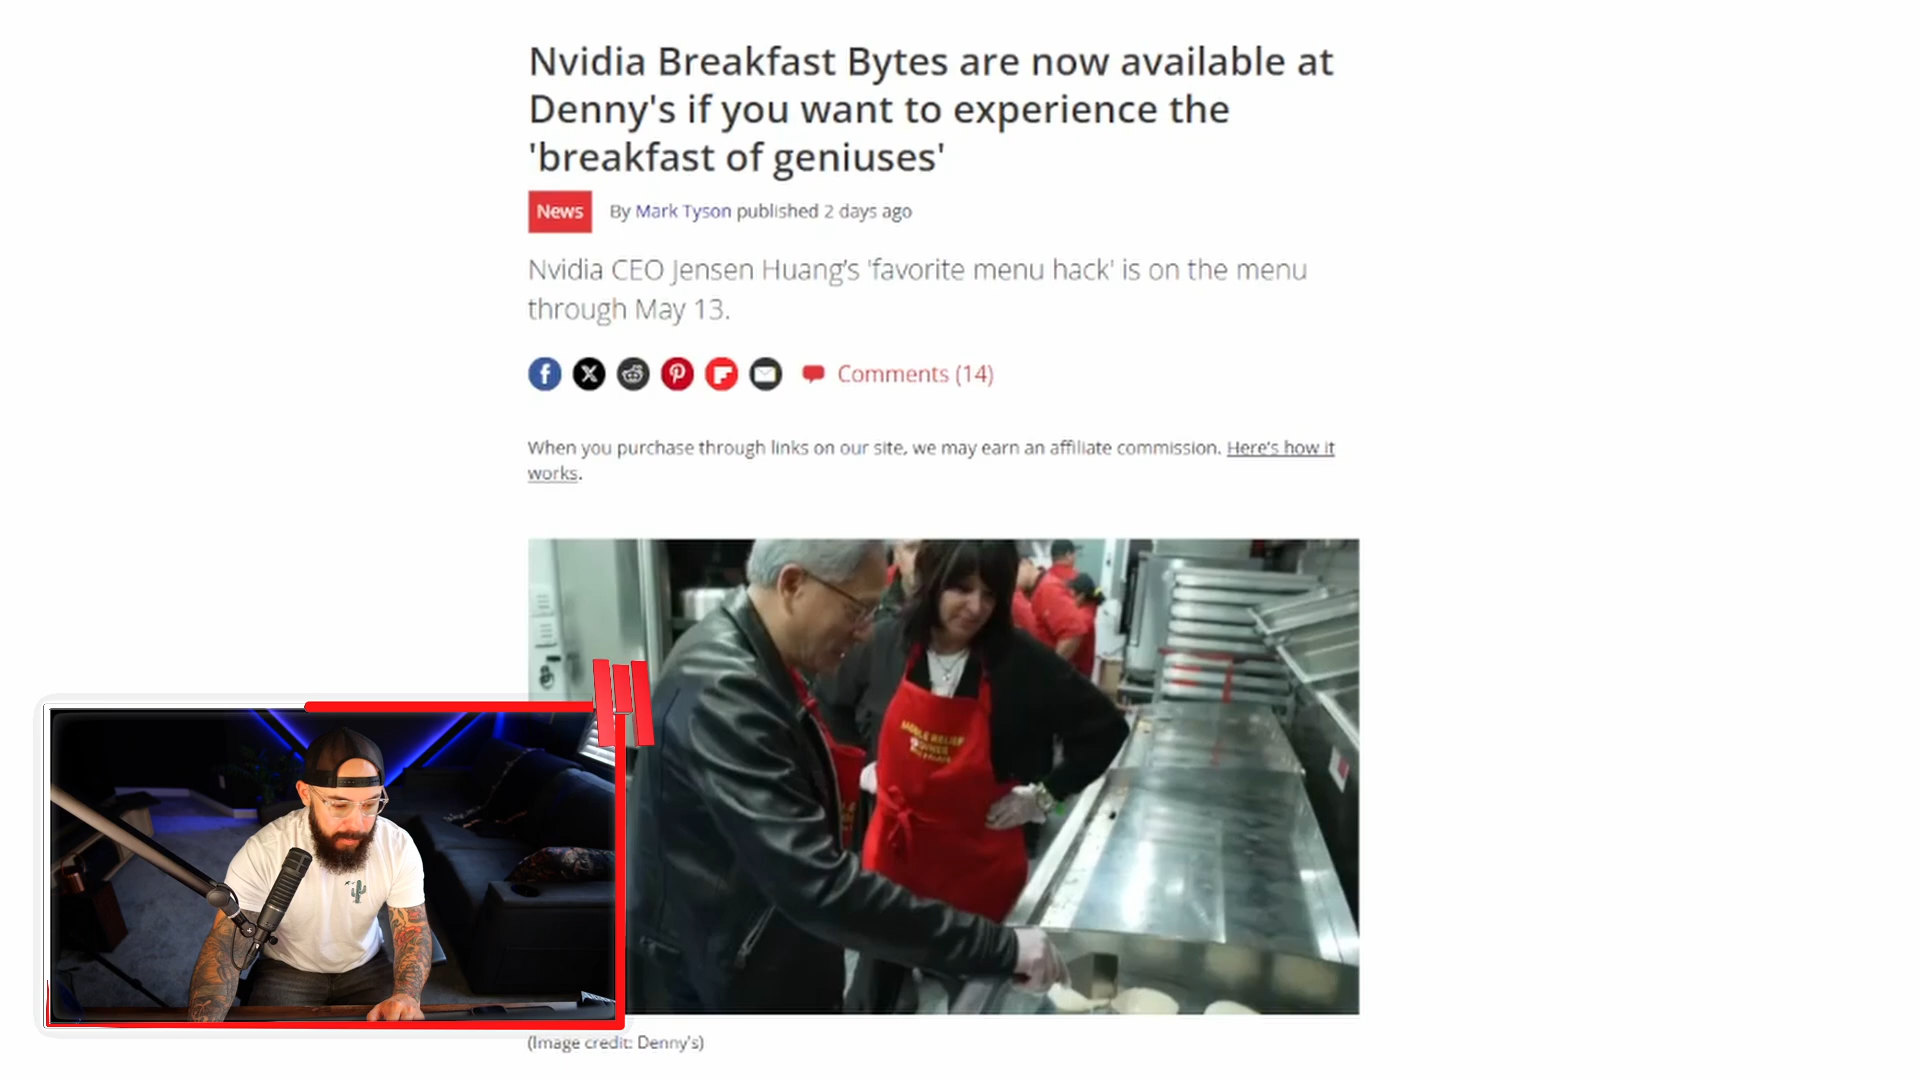 Nvidia Breakfast Bytes are now available at
Denny's if you want to experience the
'breakfast of geniuses'
News By Mark Tyson published 2 days ago
Nvidia CEO Jensen Huang’s 'favorite menu hack' is on the menu
through May 13.
Comments (14)
When you purchase through links on our site, we may earn an affiliate commission. Here's how it
works.
MOBILE RELIEF
DINER
(Image credit: Denny's)